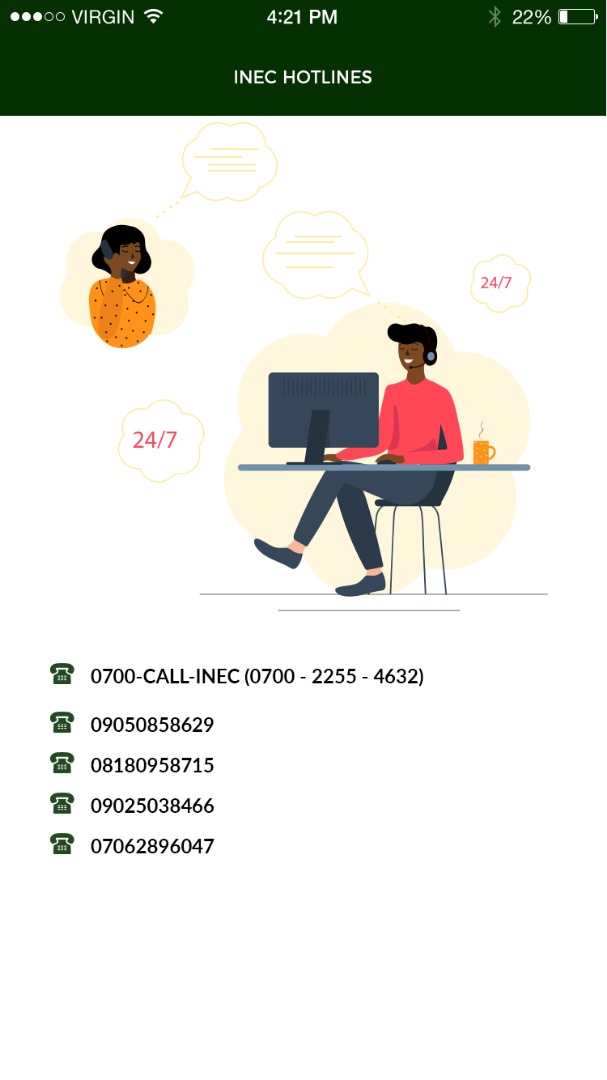 VIRGIN 4:21 PM 22%
INEC HOTLINES
24/7
24/7
0700-CALL-INEC (0700 - 2255 - 4632)
09050858629
08180958715
09025038466
07062896047